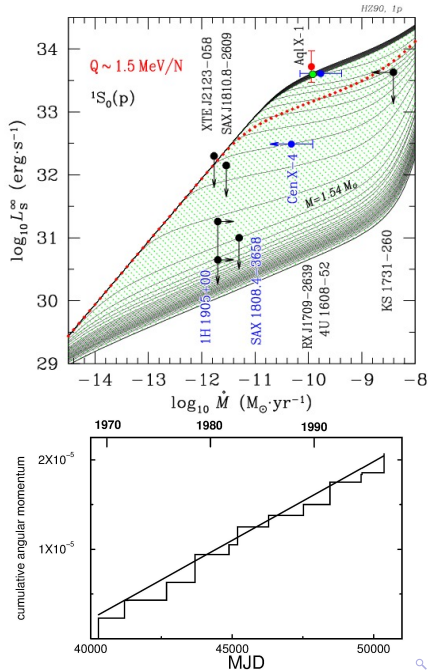 HZ90, 1p
Q ~ 1.5 MeV/N
¹S₀(p)
XTE J2123−058
SAX J1810.8−2609
Aql X−1
Cen X−4
M=1.54 M⊙
1H 1905+00
SAX 1808.4−3658
RX J1709−2639
4U 1608−52
KS 1731−260
log₁₀ L_S^∞ (erg·s⁻¹)
34
33
32
31
30
29
−14 −13 −12 −11 −10 −9 −8
log₁₀ Ṁ (M⊙·yr⁻¹)
1970 1980 1990
cumulative angular momentum
2X10⁻⁵
1X10⁻⁵
40000 45000 50000
MJD